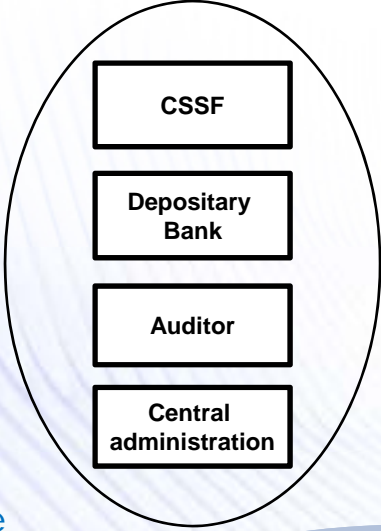 CSSF
Depositary
Bank
Auditor
Central
administration
e